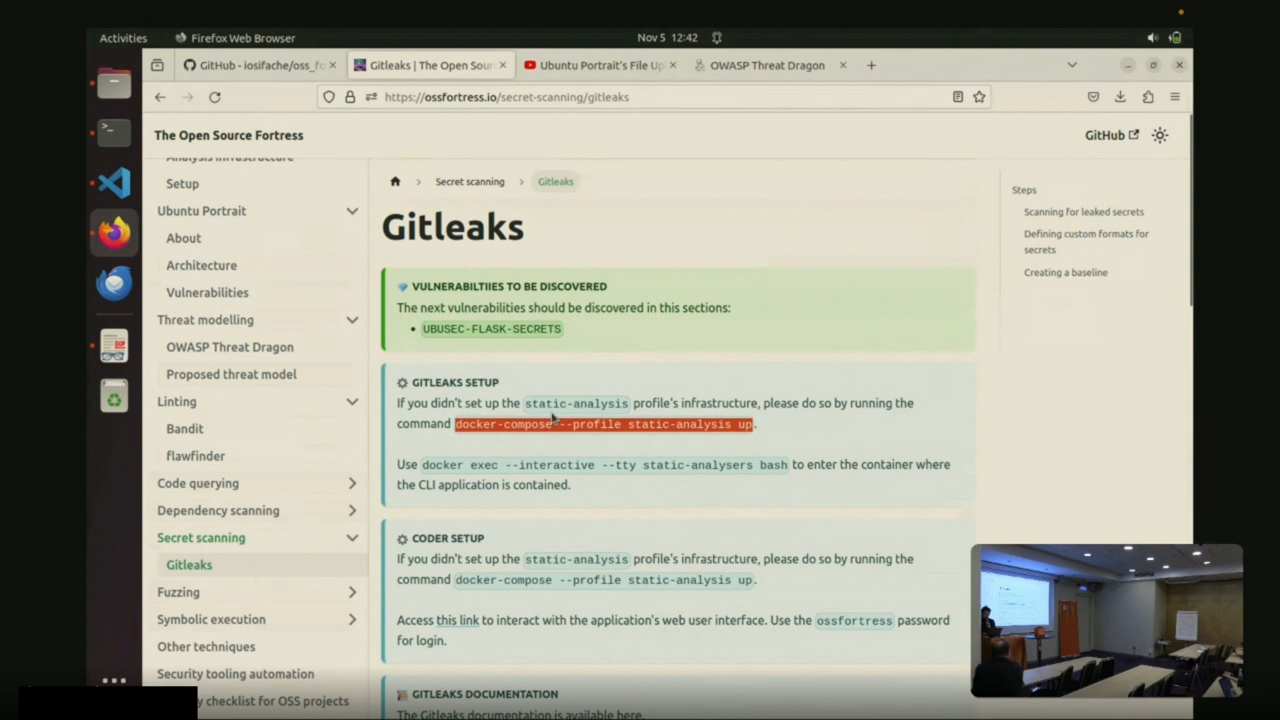 Activities
Firefox Web Browser
Nov 5 12:42
GitHub - iosifache/oss_fo
Gitleaks | The Open Sour
Ubuntu Portrait's File Up
OWASP Threat Dragon
https://ossfortress.io/secret-scanning/gitleaks
The Open Source Fortress
GitHub
Analysis infrastructure
Setup
Ubuntu Portrait
About
Architecture
Vulnerabilities
Threat modelling
OWASP Threat Dragon
Proposed threat model
Linting
Bandit
flawfinder
Code querying
Dependency scanning
Secret scanning
Gitleaks
Fuzzing
Symbolic execution
Other techniques
Security tooling automation
y checklist for OSS projects
Secret scanning
Gitleaks
Gitleaks
VULNERABILTIIES TO BE DISCOVERED
The next vulnerabilities should be discovered in this sections:
UBUSEC-FLASK-SECRETS
GITLEAKS SETUP
If you didn't set up the static-analysis profile's infrastructure, please do so by running the
command docker-compose --profile static-analysis up.
Use docker exec --interactive --tty static-analysers bash to enter the container where
the CLI application is contained.
CODER SETUP
If you didn't set up the static-analysis profile's infrastructure, please do so by running the
command docker-compose --profile static-analysis up.
Access this link to interact with the application's web user interface. Use the ossfortress password
for login.
GITLEAKS DOCUMENTATION
The Gitleaks documentation is available here.
Steps
Scanning for leaked secrets
Defining custom formats for
secrets
Creating a baseline